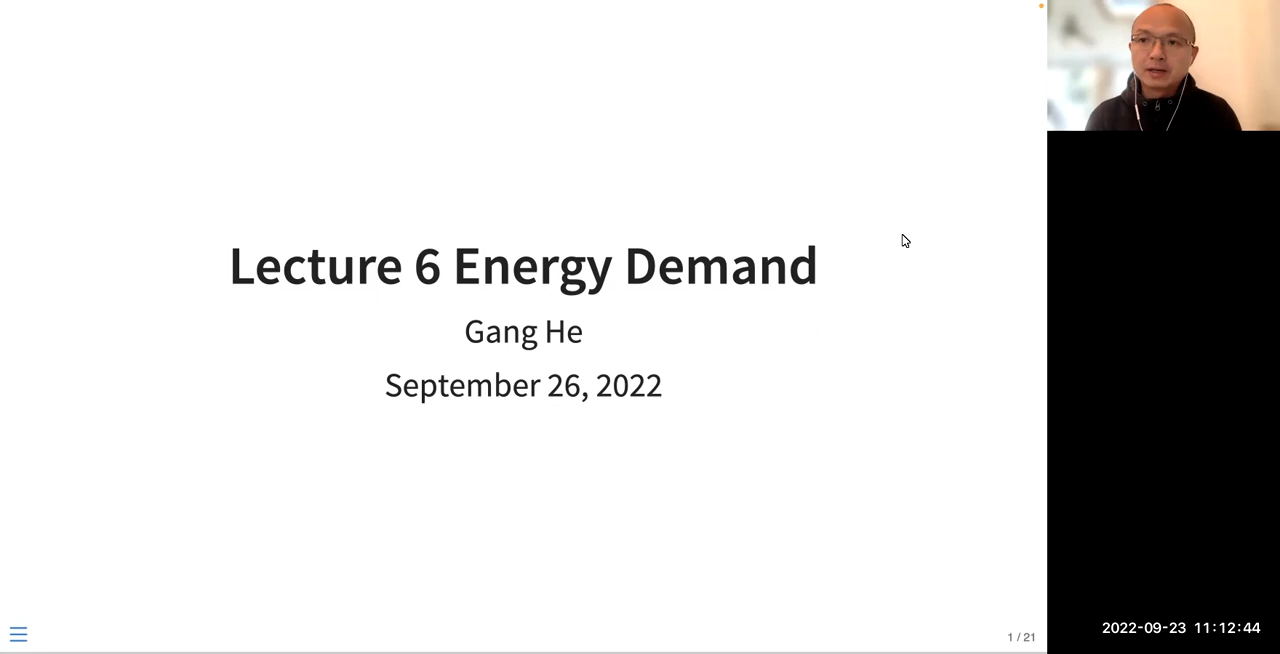 Lecture 6 Energy Demand
Gang He
September 26, 2022
1 / 21
2022-09-23 11:12:44